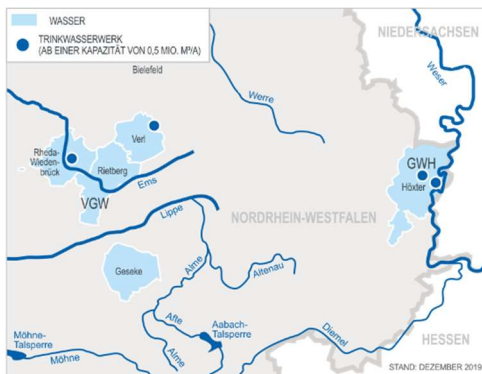 WASSER
TRINKWASSERWERK
(AB EINER KAPAZITÄT VON 0,5 MIO. M³/A)
NIEDERSACHSEN
Bielefeld
Werre
Weser
Verl
Rheda-
Wieden-
brück
Rietberg
Ems
VGW
GWH
Höxter
Lippe
NORDRHEIN-WESTFALEN
Geseke
Alme
Altenau
Afte
Aabach-
Talsperre
Diemel
Möhne-
Talsperre
Möhne
Alme
HESSEN
STAND: DEZEMBER 2019